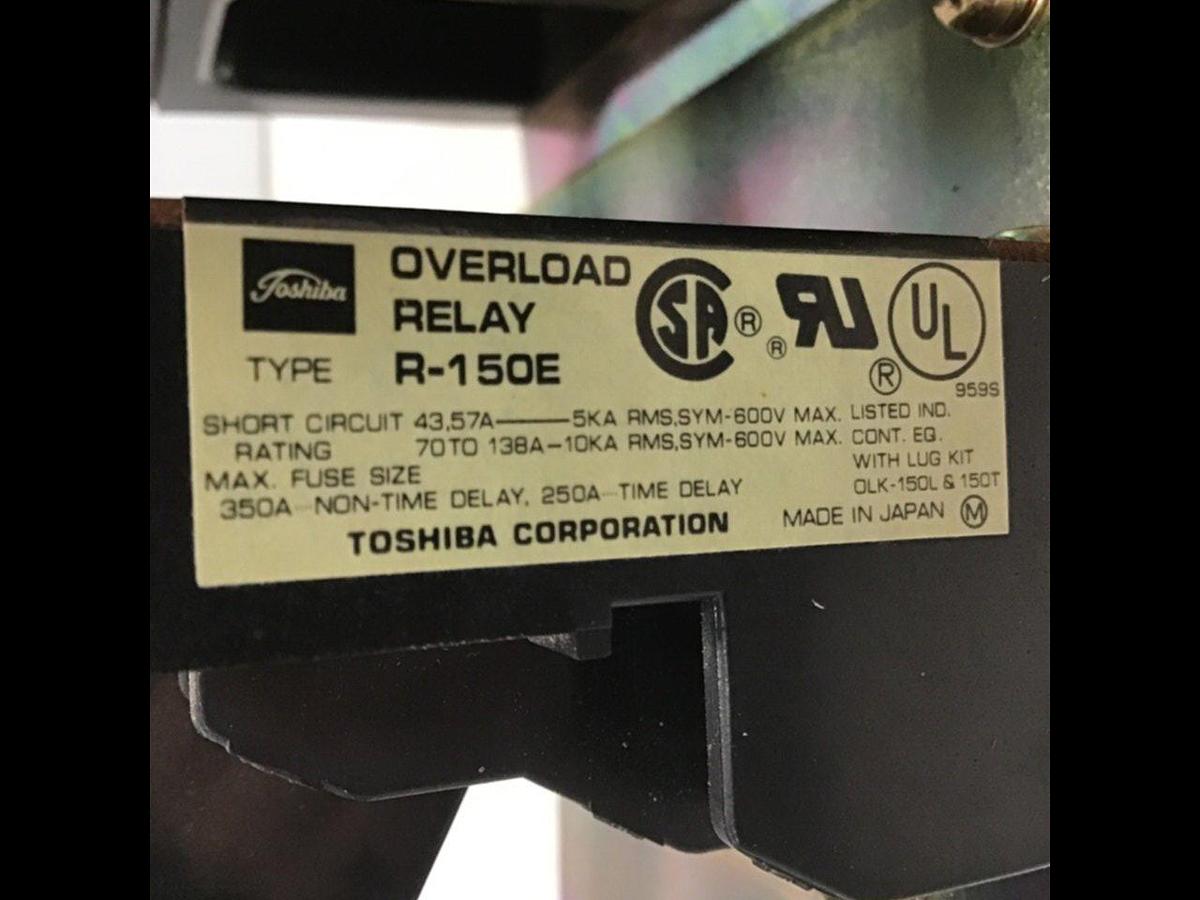 Toshiba
OVERLOAD
RELAY
TYPE R-150E
SA ®
® RU
® UL
959S
SHORT CIRCUIT 43,57A——5KA RMS,SYM-600V MAX. LISTED IND.
RATING 70TO 138A-10KA RMS,SYM-600V MAX. CONT. EQ.
WITH LUG KIT
MAX. FUSE SIZE
OLK-150L & 150T
350A--NON-TIME DELAY, 250A--TIME DELAY
TOSHIBA CORPORATION
MADE IN JAPAN M